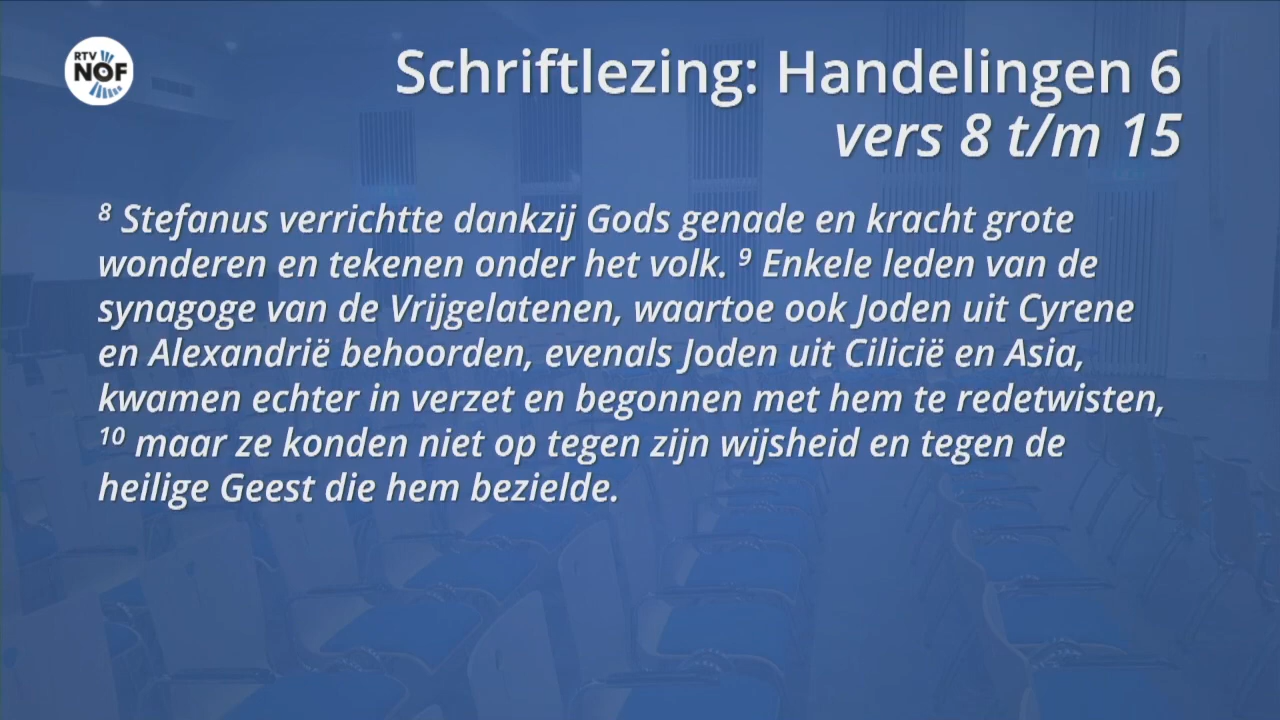 RTV
NOF
Schriftlezing: Handelingen 6
vers 8 t/m 15
⁸ Stefanus verrichtte dankzij Gods genade en kracht grote
wonderen en tekenen onder het volk. ⁹ Enkele leden van de
synagoge van de Vrijgelatenen, waartoe ook Joden uit Cyrene
en Alexandrië behoorden, evenals Joden uit Cilicië en Asia,
kwamen echter in verzet en begonnen met hem te redetwisten,
¹⁰ maar ze konden niet op tegen zijn wijsheid en tegen de
heilige Geest die hem bezielde.